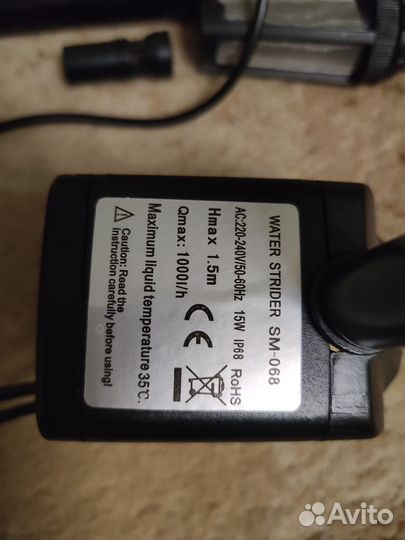 WATER STRIDER SM-068
AC:220-240V/50-60Hz 15W IP68 RoHS
Hmax 1.5m
Qmax: 1000l/h
Maximum liquid temperature 35℃.
Caution: Read the
instruction carefully before using!
Avito